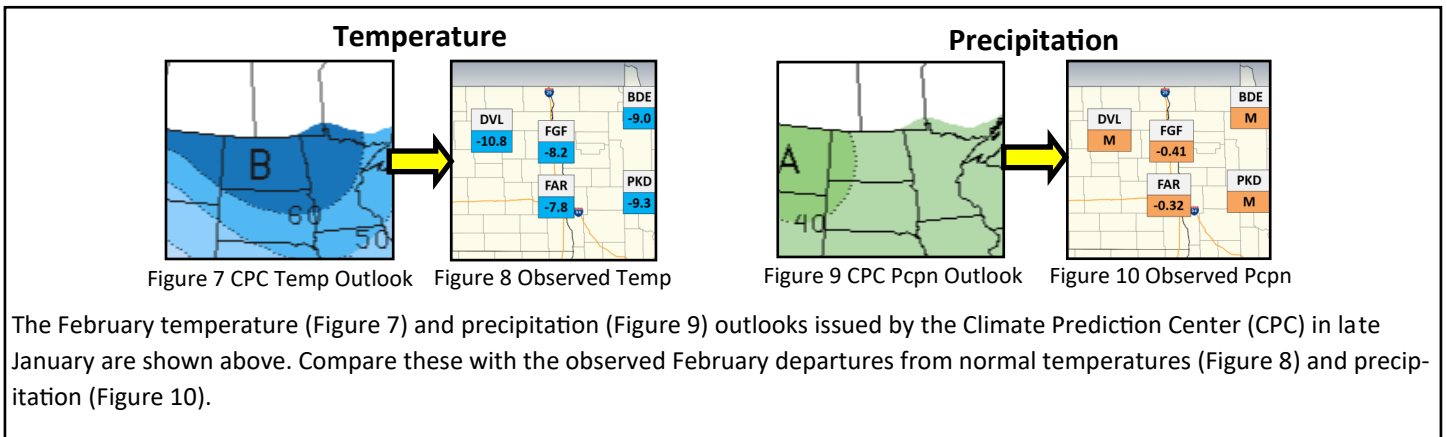 Temperature
Precipitation
B
60
50
DVL
-10.8
FGF
-8.2
FAR
-7.8
BDE
-9.0
PKD
-9.3
A
40
DVL
M
FGF
-0.41
FAR
-0.32
BDE
M
PKD
M
Figure 7 CPC Temp Outlook
Figure 8 Observed Temp
Figure 9 CPC Pcpn Outlook
Figure 10 Observed Pcpn
The February temperature (Figure 7) and precipitation (Figure 9) outlooks issued by the Climate Prediction Center (CPC) in late
January are shown above. Compare these with the observed February departures from normal temperatures (Figure 8) and precip-
itation (Figure 10).